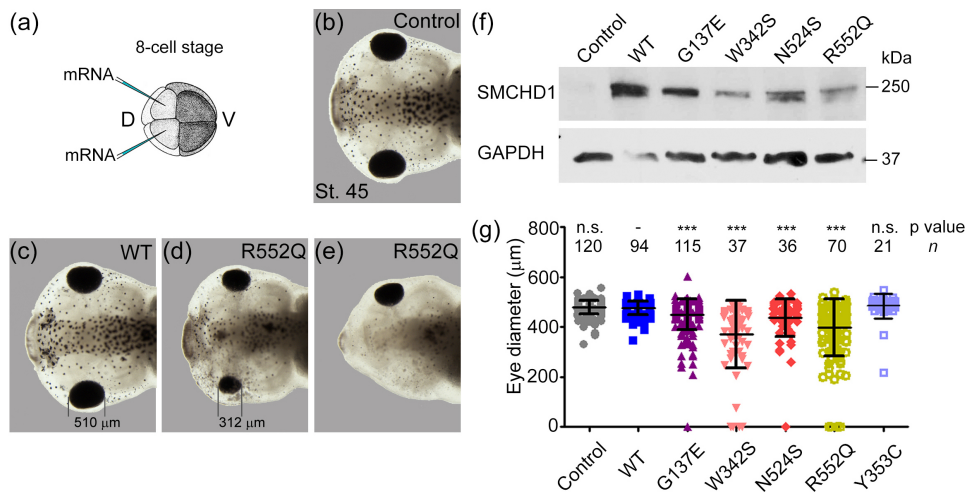 (a)
8-cell stage
mRNA
D
V
mRNA
(b)
Control
St. 45
(c)
WT
510 µm
(d)
R552Q
312 µm
(e)
R552Q
(f)
Control
WT
G137E
W342S
N524S
R552Q
kDa
SMCHD1
250
GAPDH
37
(g)
n.s. - *** *** *** *** n.s. p value
120 94 115 37 36 70 21 n
Eye diameter (µm)
800
600
400
200
0
Control
WT
G137E
W342S
N524S
R552Q
Y353C